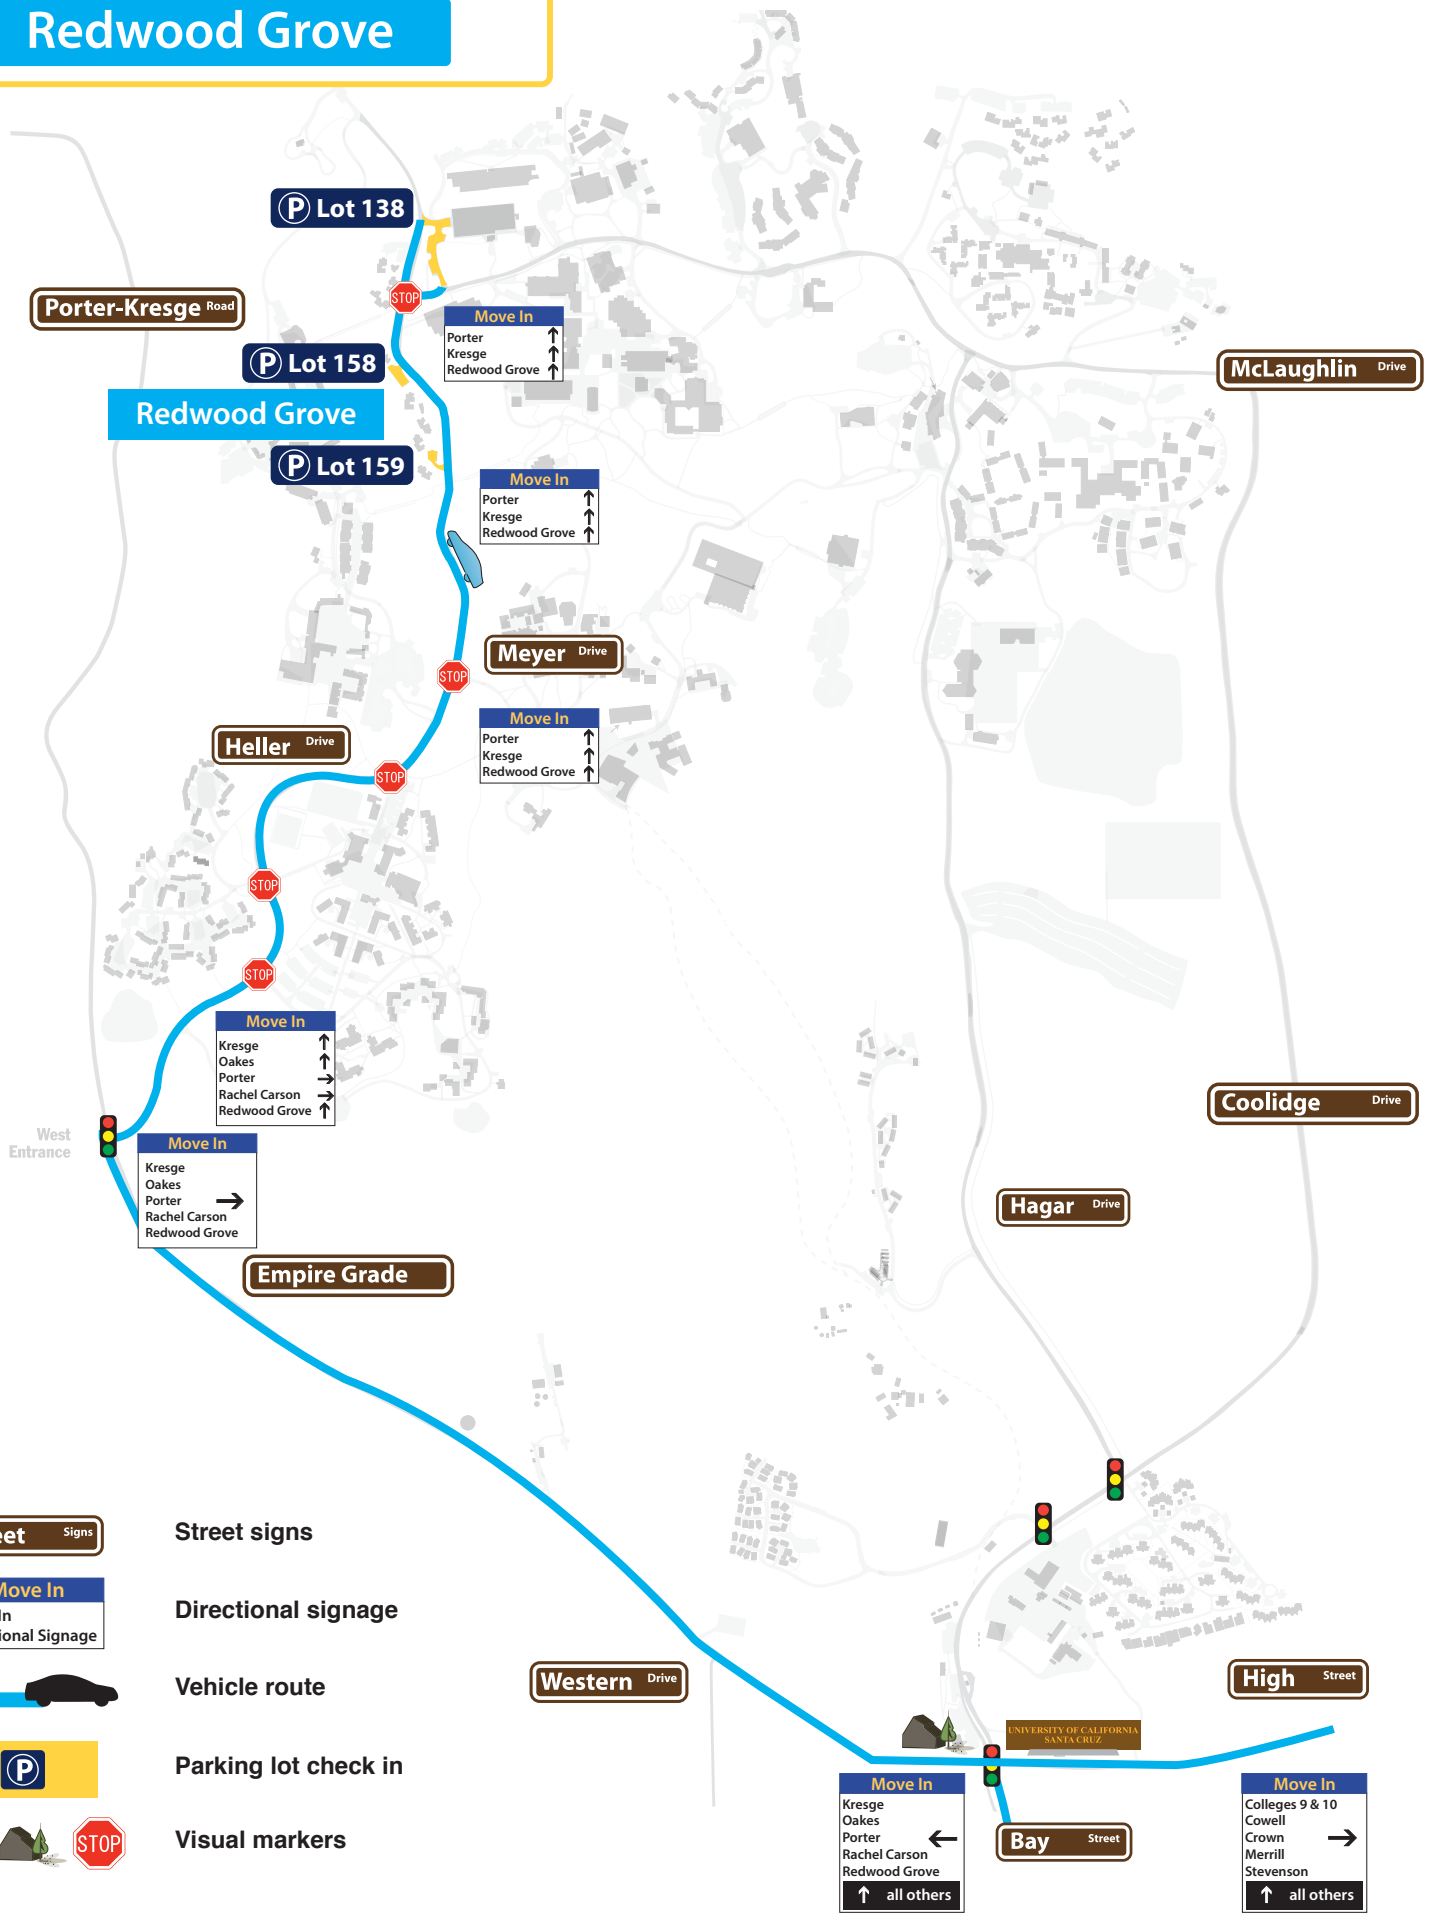 Redwood Grove
P Lot 138
STOP
Porter-Kresge Road
Move In
Porter ↑
Kresge ↑
Redwood Grove ↑
P Lot 158
McLaughlin Drive
Redwood Grove
P Lot 159
Move In
Porter ↑
Kresge ↑
Redwood Grove ↑
Meyer Drive
STOP
Move In
Porter ↑
Kresge ↑
Redwood Grove ↑
Heller Drive
STOP
STOP
STOP
Move In
Kresge ↑
Oakes ↑
Porter →
Rachel Carson →
Redwood Grove ↑
Coolidge Drive
West
Entrance
Move In
Kresge
Oakes
Porter →
Rachel Carson
Redwood Grove
Hagar Drive
Empire Grade
eet Signs
Street signs
Move In
In
ional Signage
Directional signage
Vehicle route
P
Parking lot check in
STOP
Visual markers
Western Drive
High Street
UNIVERSITY OF CALIFORNIA
SANTA CRUZ
Move In
Kresge
Oakes
Porter ←
Rachel Carson
Redwood Grove
↑ all others
Bay Street
Move In
Colleges 9 & 10
Cowell
Crown →
Merrill
Stevenson
↑ all others